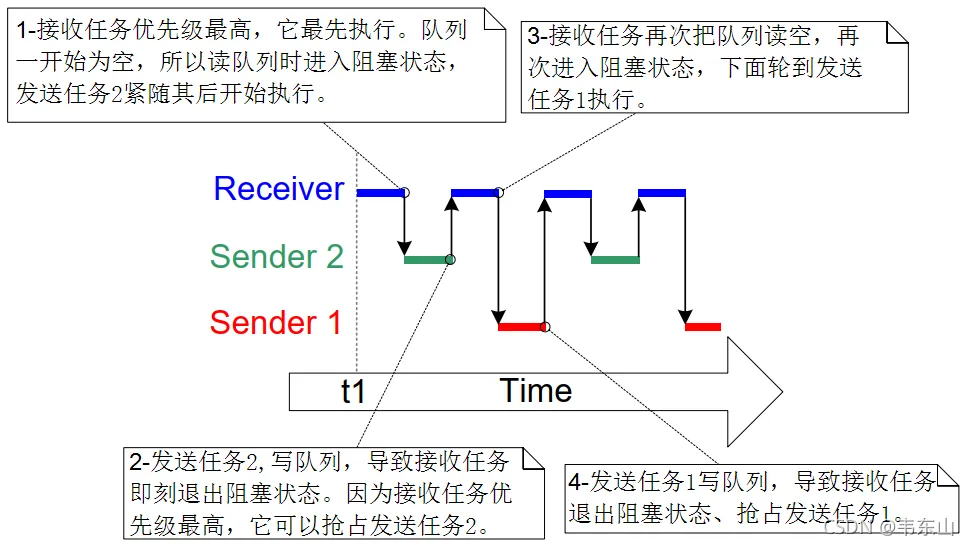 1-接收任务优先级最高，它最先执行。队列
一开始为空，所以读队列时进入阻塞状态，
发送任务2紧随其后开始执行。
3-接收任务再次把队列读空，再
次进入阻塞状态，下面轮到发送
任务1执行。
Receiver
Sender 2
Sender 1
t1
Time
2-发送任务2,写队列，导致接收任务
即刻退出阻塞状态。因为接收任务优
先级最高，它可以抢占发送任务2。
4-发送任务1写队列，导致接收任务
退出阻塞状态、抢占发送任务1。
CSDN @韦东山